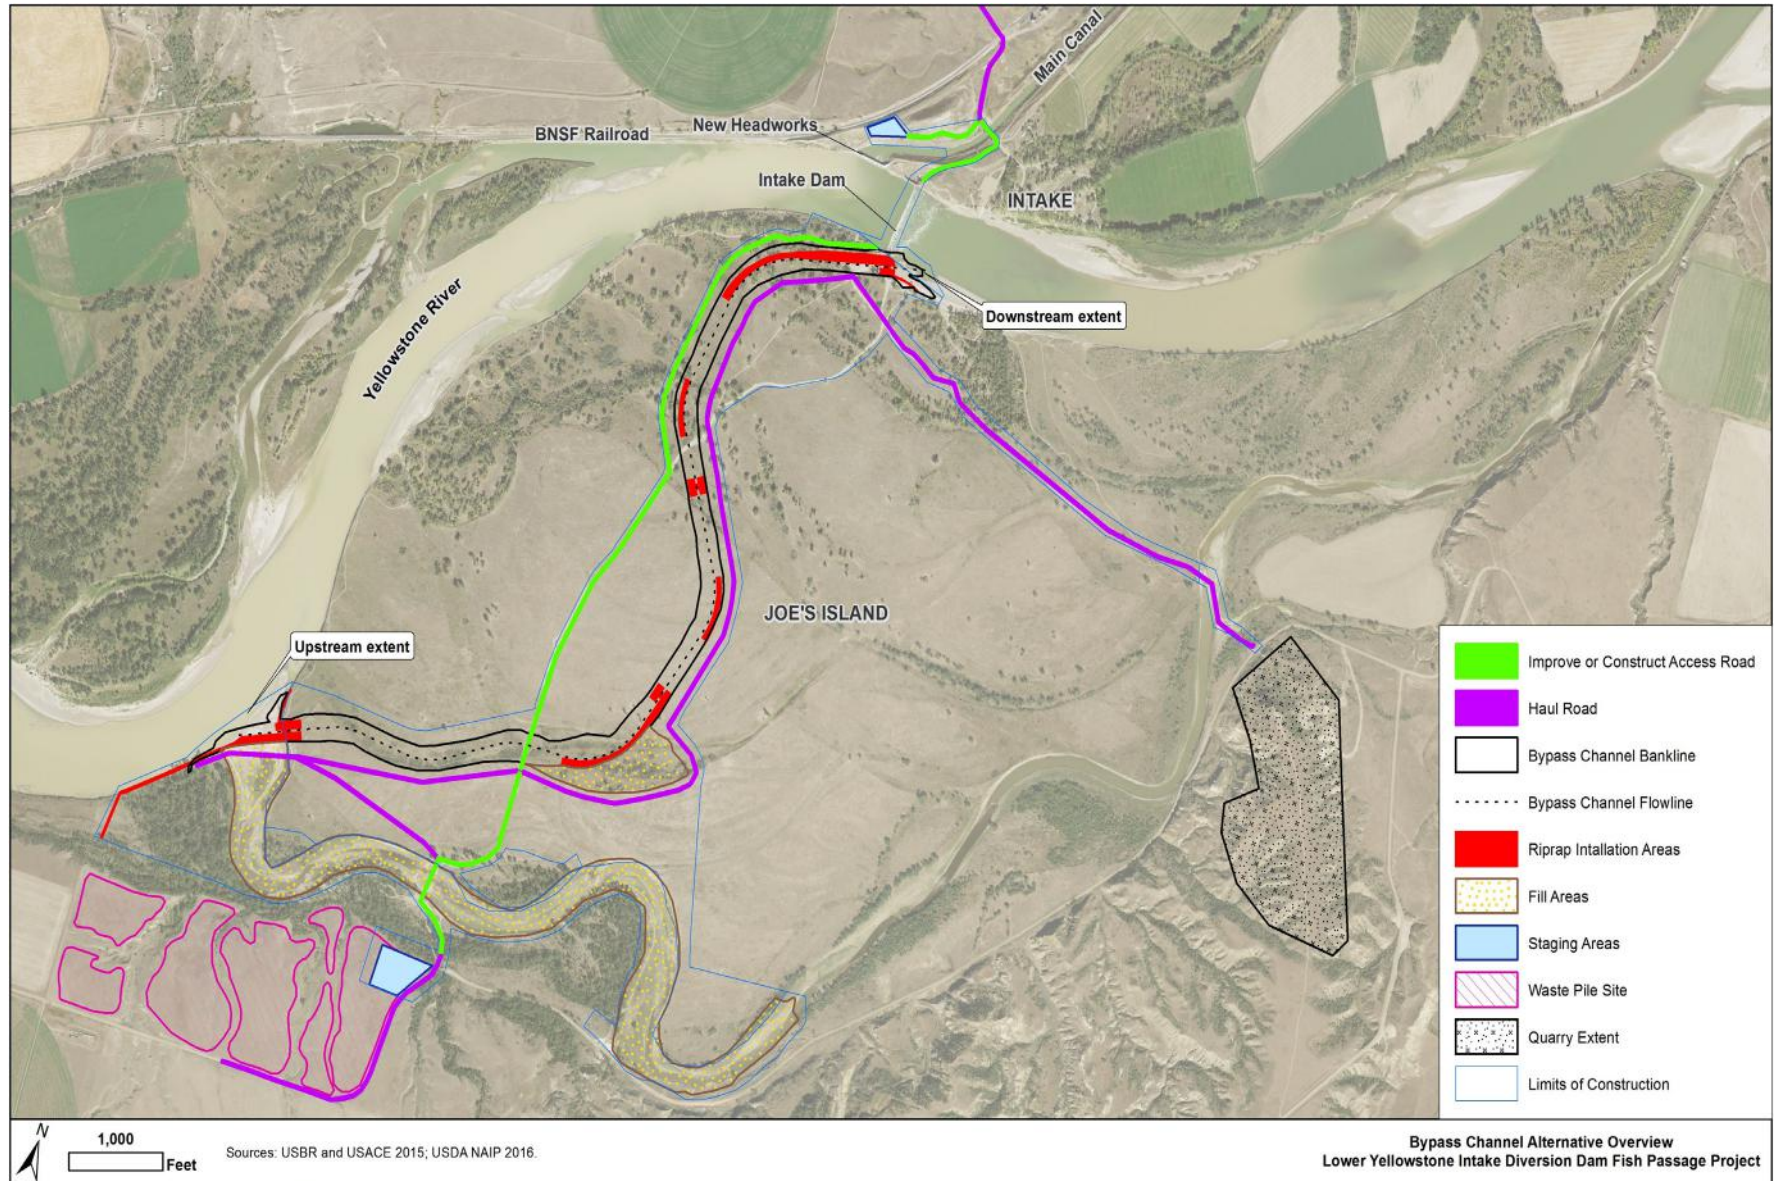 Main Canal
BNSF Railroad
New Headworks
Intake Dam
INTAKE
Yellowstone River
Downstream extent
JOE'S ISLAND
Upstream extent
Improve or Construct Access Road
Haul Road
Bypass Channel Bankline
Bypass Channel Flowline
Riprap Intallation Areas
Fill Areas
Staging Areas
Waste Pile Site
Quarry Extent
Limits of Construction
N
1,000
Feet
Sources: USBR and USACE 2015; USDA NAIP 2016.
Bypass Channel Alternative Overview
Lower Yellowstone Intake Diversion Dam Fish Passage Project